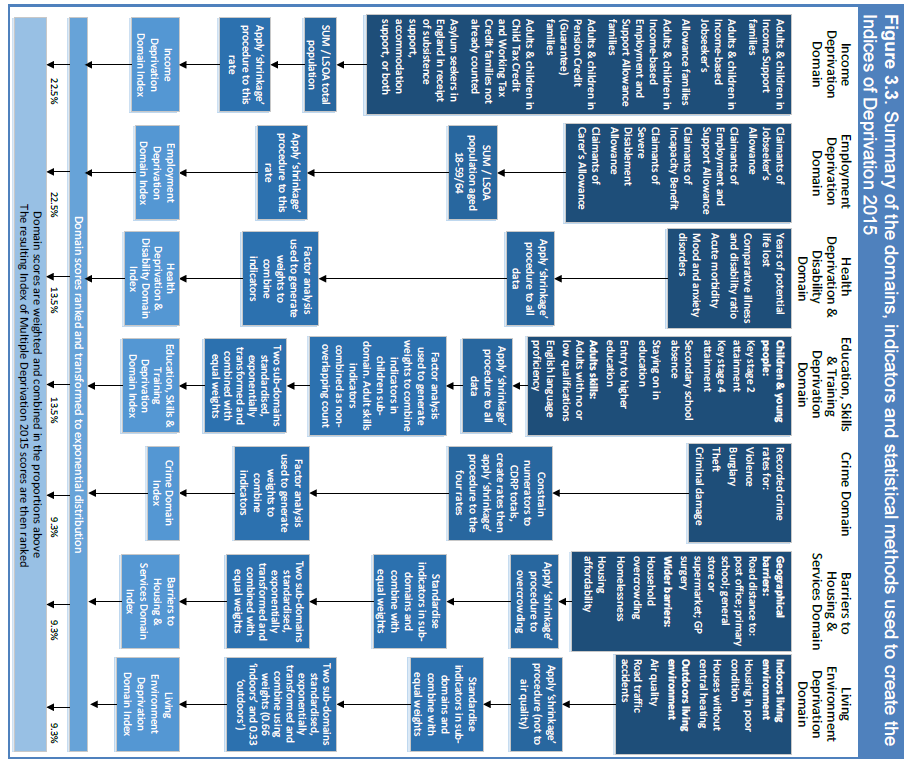 Figure 3.3. Summary of the domains, indicators and statistical methods used to create the
Indices of Deprivation 2015
Income
Deprivation
Domain
Adults & children in
Income Support
families
Adults & children in
Income-based
Jobseeker's
Allowance families
Adults & children in
Income-based
Employment and
Support Allowance
families
Adults & children in
Pension Credit
(Guarantee)
families
Adults & children in
Child Tax Credit
and Working Tax
Credit families not
already counted
Asylum seekers in
England in receipt
of subsistence
support,
accommodation
support, or both
SUM / LSOA total
population
Apply 'shrinkage'
procedure to this
rate
Income
Deprivation
Domain Index
22.5%
Employment
Deprivation
Domain
Claimants of
Jobseeker's
Allowance
Claimants of
Employment and
Support Allowance
Claimants of
Incapacity Benefit
Claimants of
Severe
Disablement
Allowance
Claimants of
Carer's Allowance
SUM / LSOA
population aged
18-59/64
Apply 'shrinkage'
procedure to this
rate
Employment
Deprivation
Domain Index
22.5%
Health
Deprivation &
Disability
Domain
Years of potential
life lost
Comparative illness
and disability ratio
Acute morbidity
Mood and anxiety
disorders
Apply 'shrinkage'
procedure to all
data
Factor analysis
used to generate
weights to
combine
indicators
Health
Deprivation &
Disability Domain
Index
13.5%
Education, Skills
& Training
Domain
Children & young
people:
Key stage 2
attainment
Key stage 4
attainment
Secondary school
absence
Staying on in
education
Entry to higher
education
Adults skills:
Adults with no or
low qualifications
English language
proficiency
Apply 'shrinkage'
procedure to all
data
Factor analysis
used to generate
weights to combine
indicators in
children sub-
domain. Adult skills
indicators
combined as non-
overlapping count
Two sub-domains
standardised,
exponentially
transformed and
combined with
equal weights
Education, Skills &
Training
Deprivation
Domain Index
13.5%
Crime Domain
Recorded crime
rates for:
Violence
Burglary
Theft
Criminal damage
Constrain
numerators to
CDRP totals,
create rates then
apply 'shrinkage'
procedure to the
four rates
Factor analysis
used to generate
weights to
combine
indicators
Crime Domain
Index
9.3%
Barriers to
Housing &
Services Domain
Geographical
barriers:
Road distance to:
post office; primary
school; general
store or
supermarket; GP
surgery
Wider barriers:
Household
overcrowding
Homelessness
Housing
affordability
Apply 'shrinkage'
procedure to
overcrowding
Standardise
indicators in sub-
domains and
combine with
equal weights
Two sub-domains
standardised,
exponentially
transformed and
combined with
equal weights
Barriers to
Housing &
Services Domain
Index
9.3%
Living
Environment
Deprivation
Domain
Indoors living
environment
Housing in poor
condition
Houses without
central heating
Outdoors living
environment
Air quality
Road traffic
accidents
Apply 'shrinkage'
procedure (not to
air quality)
Standardise
indicators in sub-
domains and
combine with
equal weights
Two sub-domains
standardised,
exponentially
transformed and
combine using
weights (0.66
'indoors' and 0.33
'outdoors')
Living
Environment
Deprivation
Domain Index
9.3%
Domain scores ranked and transformed to exponential distribution
Domain scores are weighted and combined in the proportions above
The resulting Index of Multiple Deprivation 2015 scores are then ranked